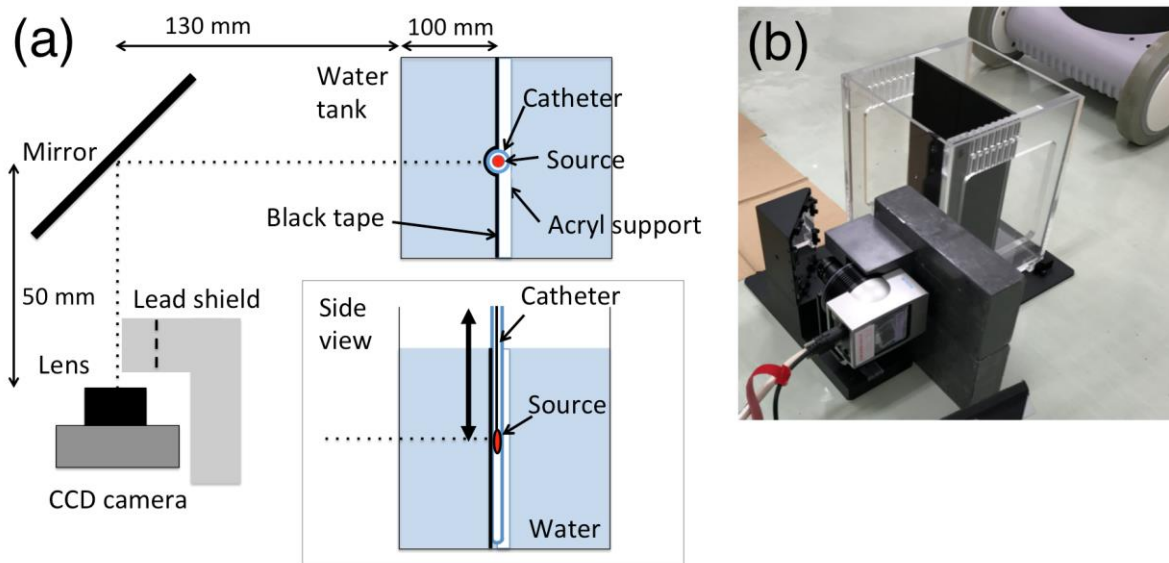 (a)
130 mm
100 mm
Water
tank
Catheter
Source
Mirror
Black tape
Acryl support
50 mm
Lead shield
Lens
CCD camera
Side
view
Catheter
Source
Water
(b)